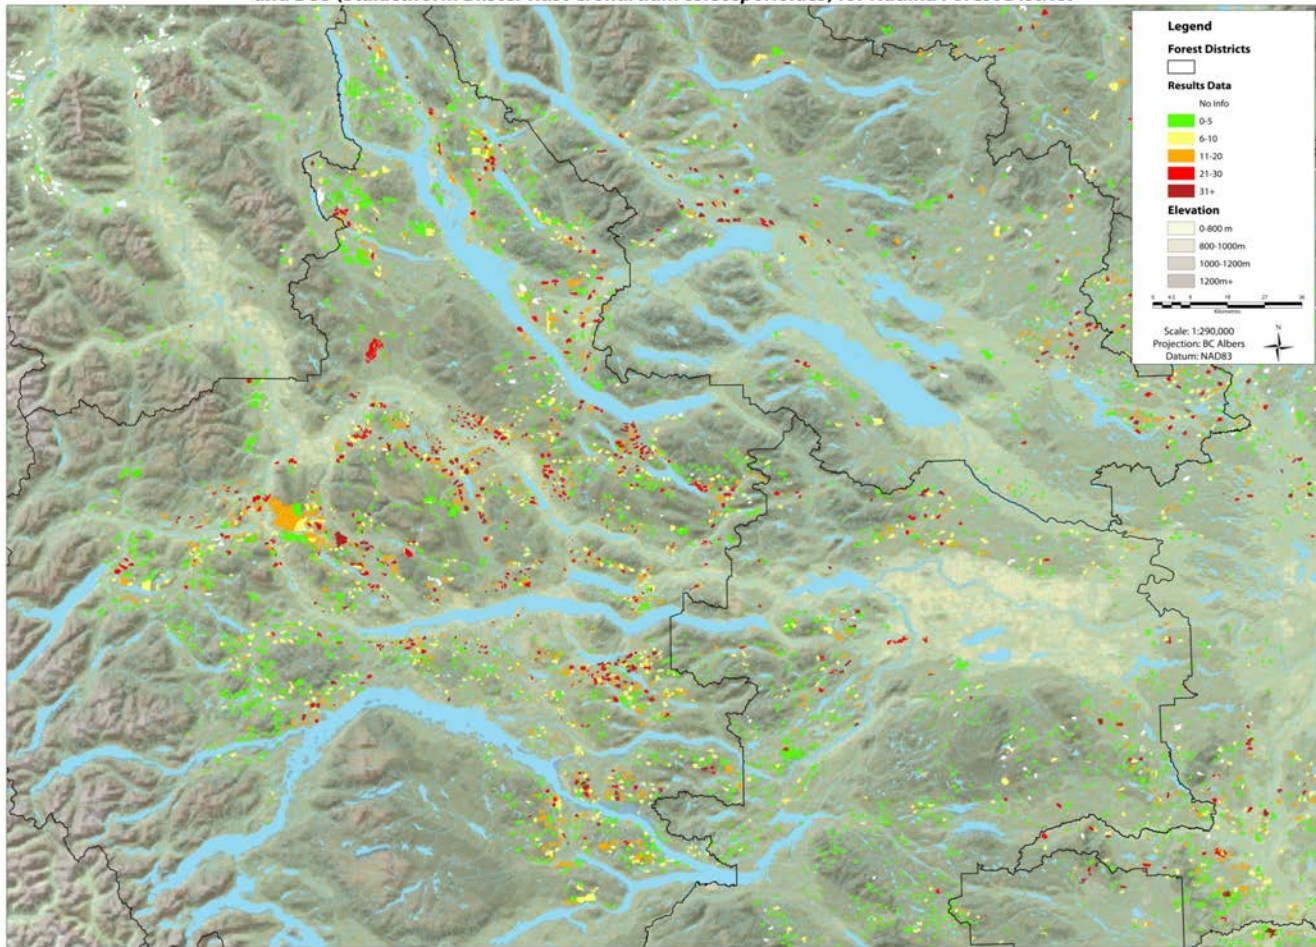 Legend
Forest Districts
Results Data
No Info
0-5
6-10
11-20
21-30
31+
Elevation
0-800 m
800-1000m
1000-1200m
1200m+
Kilometres
Scale: 1:290,000
Projection: BC Albers
Datum: NAD83
N